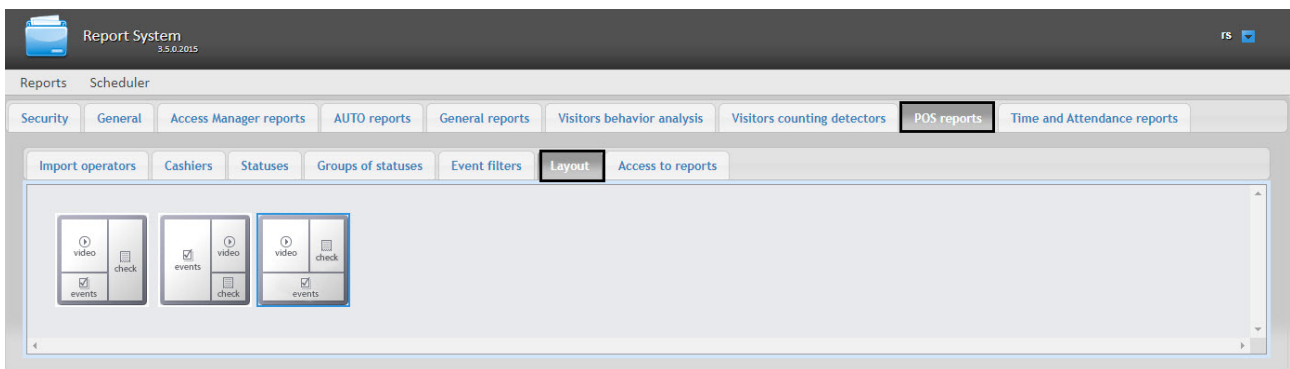 Report System
3.5.0.2015
rs
Reports Scheduler
Security General Access Manager reports AUTO reports General reports Visitors behavior analysis Visitors counting detectors POS reports Time and Attendance reports
Import operators Cashiers Statuses Groups of statuses Event filters Layout Access to reports
video check events
events video check
video check events